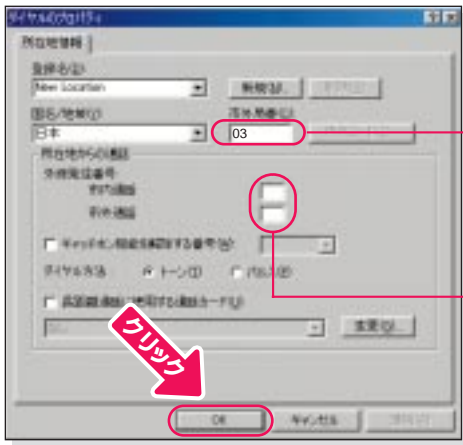 ダイヤルのプロパティ
所在地情報
登録名(I)
New Location
新規(N)...
国名/地域(Y)
市外局番(C)
日本
03
所在地からの通話
外線発信番号
市内通話
市外通話
キャッチホン機能を解除する番号(W)
ダイヤル方法
トーン(T)
パルス(P)
長距離通話に使用する通話カード(U)
変更(G)...
クリック
OK
キャンセル